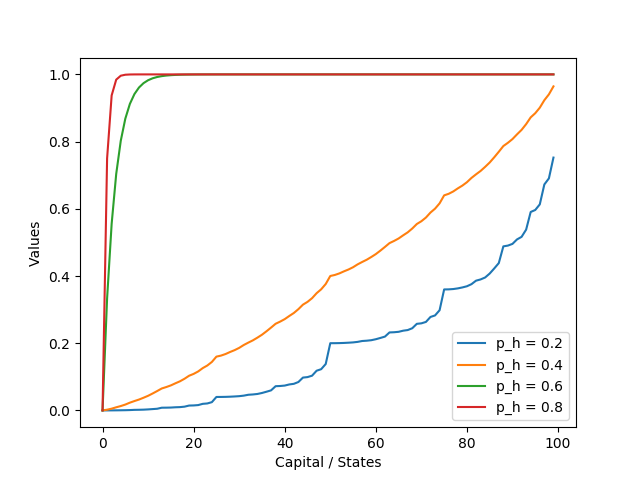 1.0
0.8
0.6
0.4
0.2
0.0
Values
0
20
40
60
80
100
Capital / States
p_h = 0.2
p_h = 0.4
p_h = 0.6
p_h = 0.8